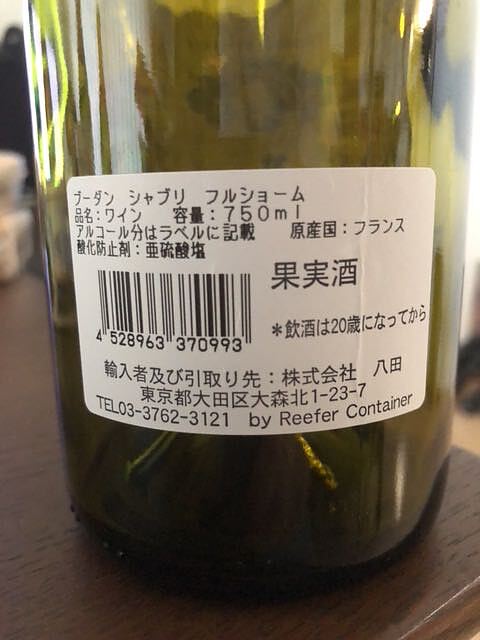 ブーダン　シャブリ　フルショーム
品名：ワイン　容量：７５０ｍｌ
アルコール分はラベルに記載　原産国：フランス
酸化防止剤：亜硫酸塩
果実酒
4 528963 370993
＊飲酒は20歳になってから
輸入者及び引取り先：株式会社　八田
東京都大田区大森北1-23-7
TEL03-3762-3121　by Reefer Container